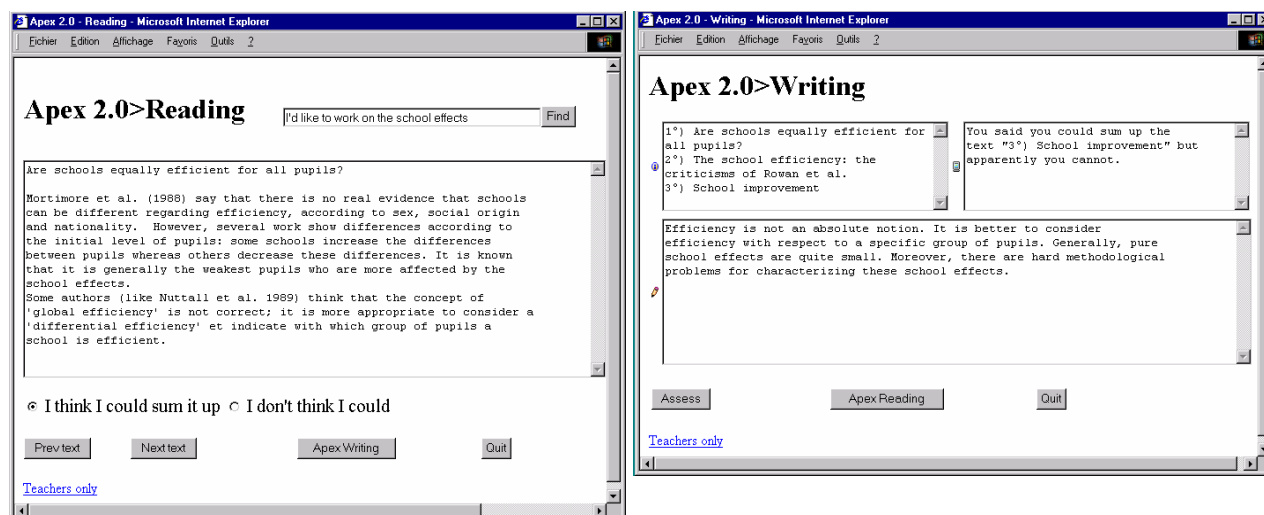 Apex 2.0 - Reading - Microsoft Internet Explorer
Fichier Edition Affichage Favoris Outils ?
Apex 2.0>Reading
I'd like to work on the school effects
Find
Are schools equally efficient for all pupils?
Mortimore et al. (1988) say that there is no real evidence that schools
can be different regarding efficiency, according to sex, social origin
and nationality. However, several work show differences according to
the initial level of pupils: some schools increase the differences
between pupils whereas others decrease these differences. It is known
that it is generally the weakest pupils who are more affected by the
school effects.
Some authors (like Nuttall et al. 1989) think that the concept of
'global efficiency' is not correct; it is more appropriate to consider a
'differential efficiency' et indicate with which group of pupils a
school is efficient.
I think I could sum it up I don't think I could
Prev text Next text Apex Writing Quit
Teachers only
Apex 2.0 - Writing - Microsoft Internet Explorer
Fichier Edition Affichage Favoris Outils ?
Apex 2.0>Writing
1°) Are schools equally efficient for
all pupils?
2°) The school efficiency: the
criticisms of Rowan et al.
3°) School improvement
You said you could sum up the
text "3°) School improvement" but
apparently you cannot.
Efficiency is not an absolute notion. It is better to consider
efficiency with respect to a specific group of pupils. Generally, pure
school effects are quite small. Moreover, there are hard methodological
problems for characterizing these school effects.
Assess Apex Reading Quit
Teachers only